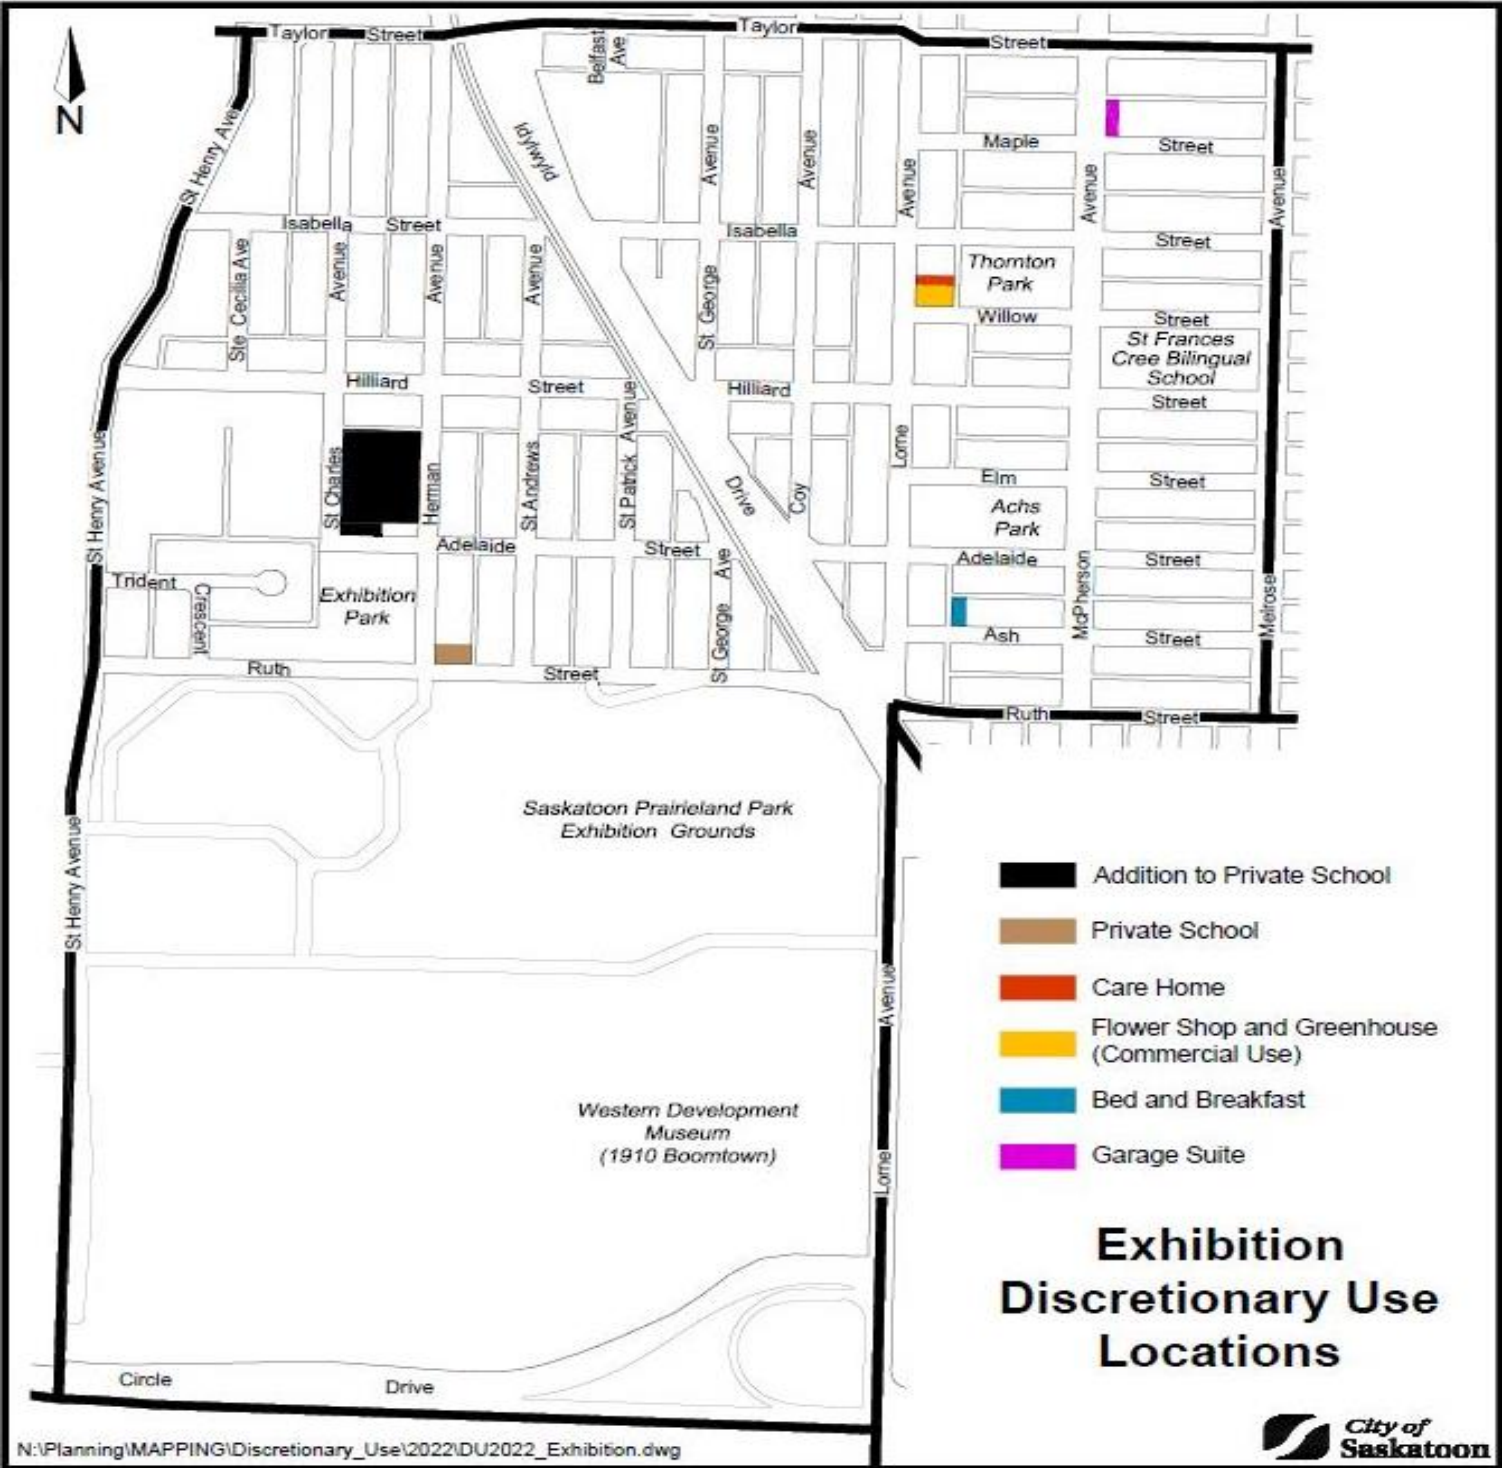 Taylor Street Taylor Street
N
Belfast Ave
St Henry Ave
Idylwyld
Avenue
Avenue
Avenue
Avenue
Avenue
Maple Street
Isabella Street Isabella Street
Ste Cecilia Ave
Avenue
Avenue
Avenue
St George
Thornton
Park
Willow Street
St Frances
Cree Bilingual
School
Hilliard Street Hilliard Street
St Henry Avenue
St Charles
Herman
St Andrews
St Patrick Avenue
Drive
Coy
Lorne
Elm Street
Achs
Park
Adelaide Street Adelaide Street
Trident
Crescent
Exhibition
Park
St George Ave
McPherson
Melrose
Ash Street
Ruth Street
Ruth Street
Saskatoon Prairieland Park
Exhibition Grounds
St Henry Avenue
Addition to Private School
Private School
Care Home
Flower Shop and Greenhouse
(Commercial Use)
Bed and Breakfast
Garage Suite
Lorne Avenue
Western Development
Museum
(1910 Boomtown)
Exhibition
Discretionary Use
Locations
Circle Drive
N:\Planning\MAPPING\Discretionary_Use\2022\DU2022_Exhibition.dwg
City of
Saskatoon